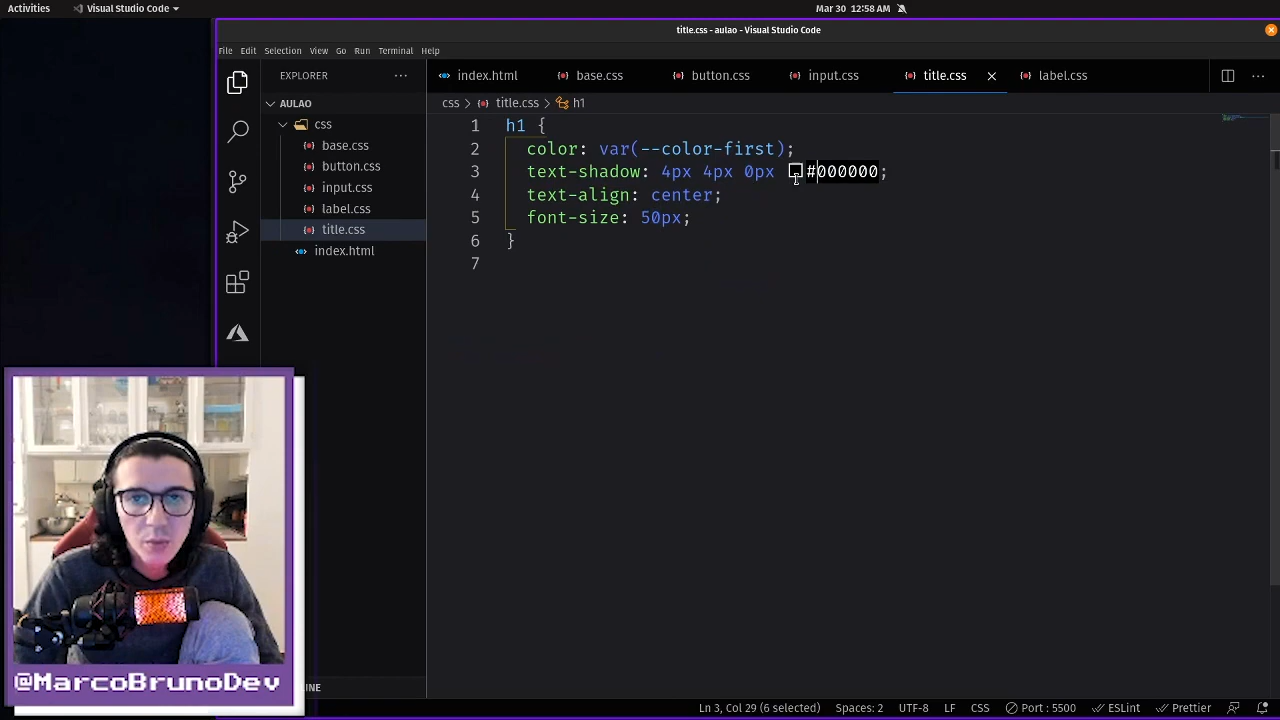 Activities
Visual Studio Code
Mar 30 12:58 AM
title.css - aulao - Visual Studio Code
File Edit Selection View Go Run Terminal Help
EXPLORER
index.html
base.css
button.css
input.css
title.css
label.css
AULAO
css > title.css > h1
css
base.css
button.css
input.css
label.css
title.css
index.html
1 h1 {
2 color: var(--color-first);
3 text-shadow: 4px 4px 0px #000000;
4 text-align: center;
5 font-size: 50px;
6 }
7
@MarcoBrunoDev
LINE
Ln 3, Col 29 (6 selected) Spaces: 2 UTF-8 LF CSS Port : 5500 ESLint Prettier